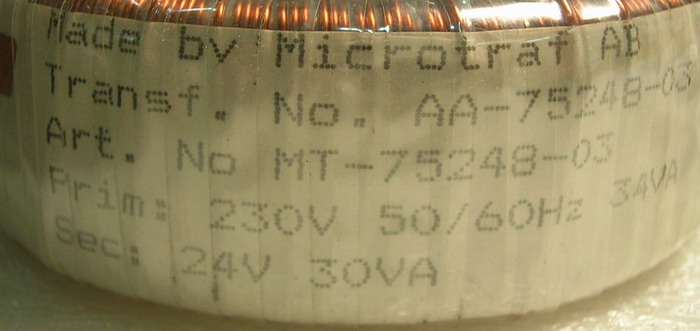 Made by Microtraf AB
Transf. No. AA-75248-03
Art. No MT-75248-03
Prim: 230V 50/60Hz 34VA
Sec: 24V 30VA